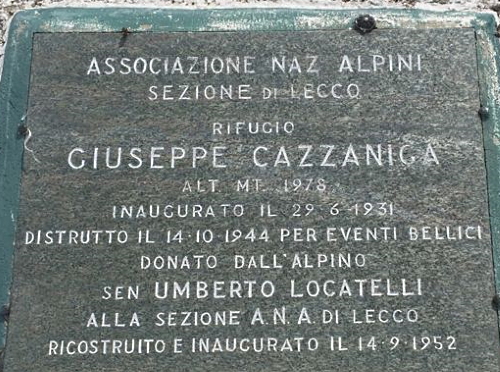 ASSOCIAZIONE NAZ ALPINI
SEZIONE DI LECCO
RIFUGIO
GIUSEPPE CAZZANIGA
ALT. MT. 1978
INAUGURATO IL 29-6-1931
DISTRUTTO IL 14-10 1944 PER EVENTI BELLICI
DONATO DALL'ALPINO
SEN UMBERTO LOCATELLI
ALLA SEZIONE A.N.A. DI LECCO
RICOSTRUITO E INAUGURATO IL 14-9-1952